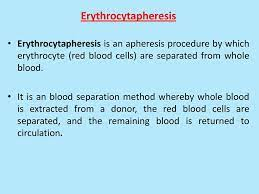 Erythrocytapheresis
• Erythrocytapheresis is an apheresis procedure by which
erythrocyte (red blood cells) are separated from whole
blood.
• It is an blood separation method whereby whole blood
is extracted from a donor, the red blood cells are
separated, and the remaining blood is returned to
circulation.